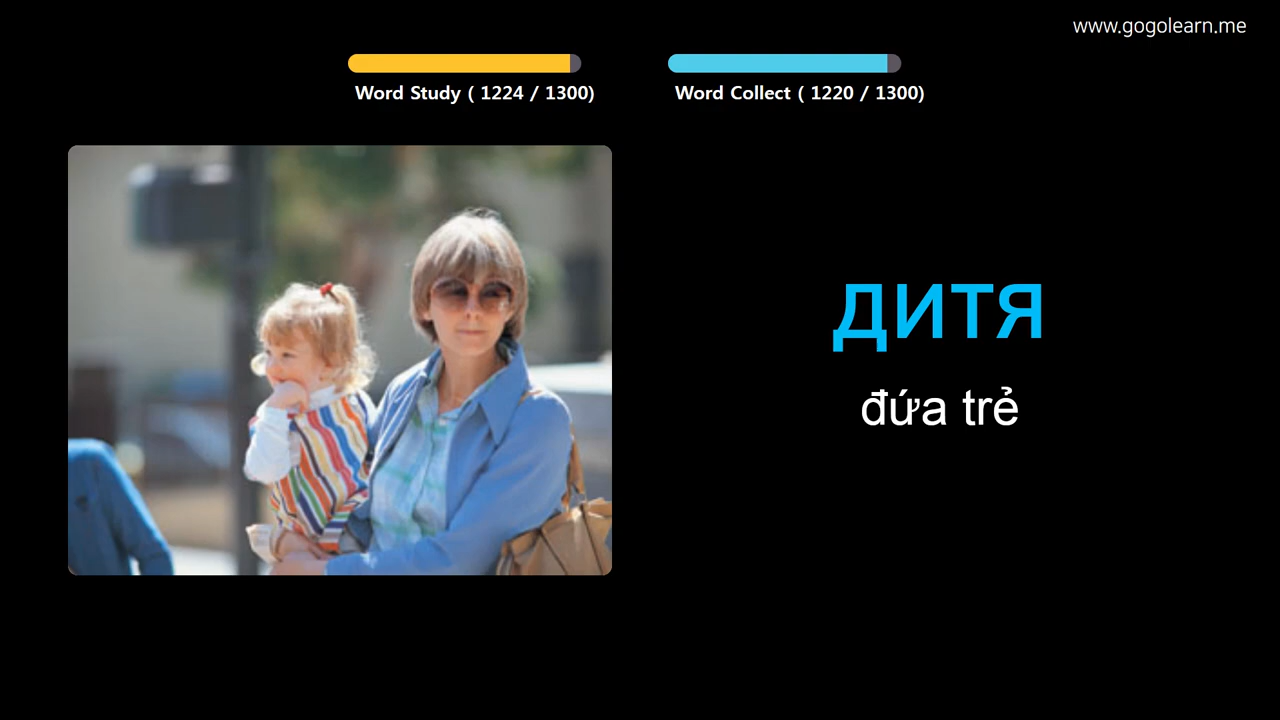 www.gogolearn.me
Word Study ( 1224 / 1300)
Word Collect ( 1220 / 1300)
дитя
đứa trẻ